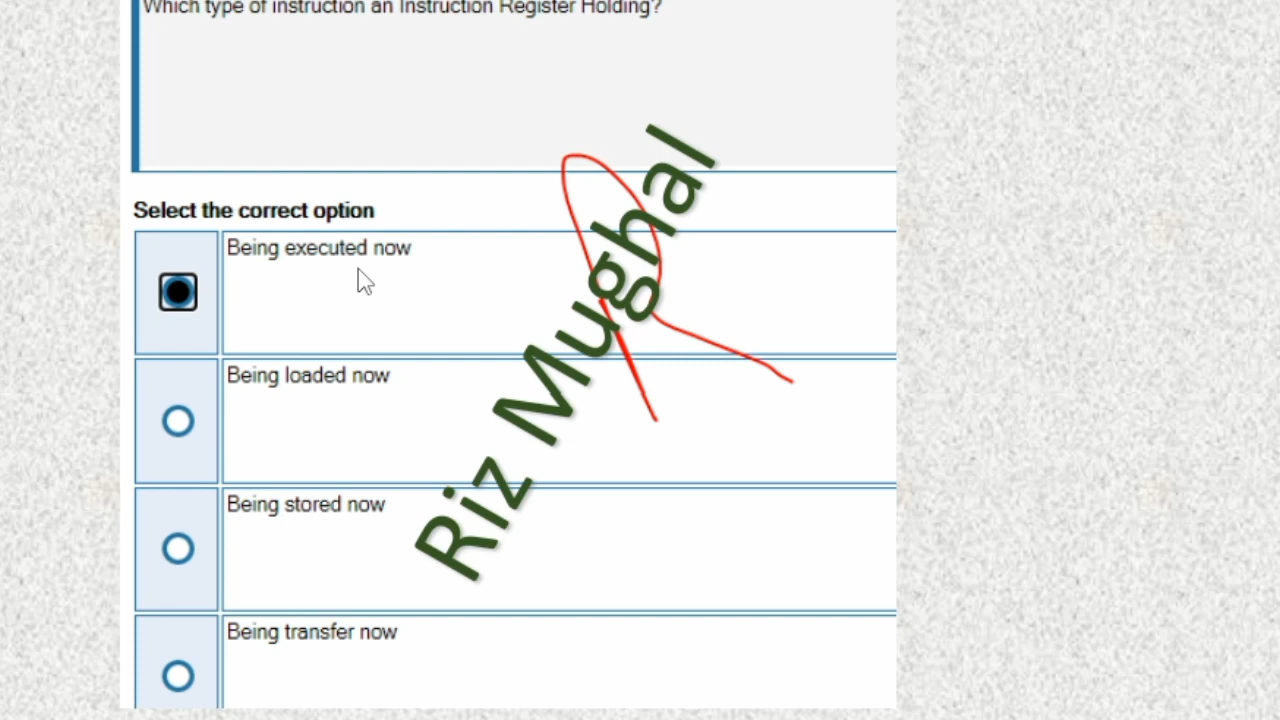 Which type of instruction an Instruction Register Holding?
Select the correct option
Being executed now
Being loaded now
Being stored now
Being transfer now
Riz Mughal